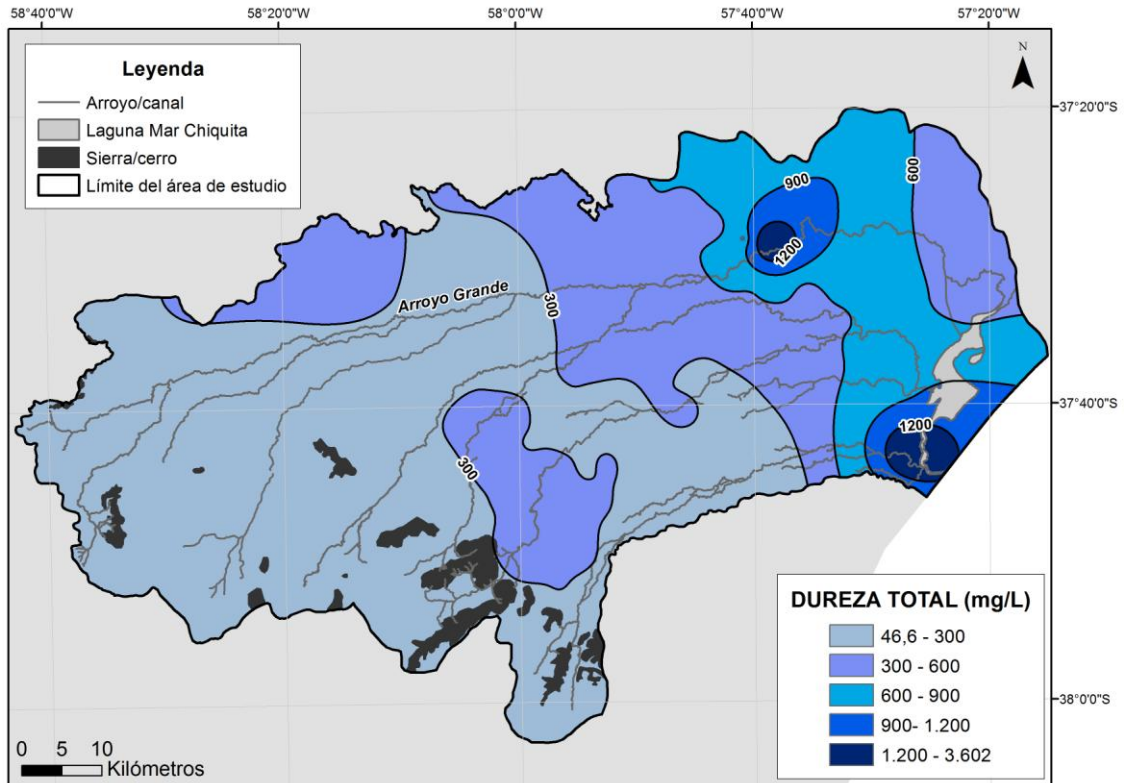 58°40'0"W
58°20'0"W
58°0'0"W
57°40'0"W
57°20'0"W
Leyenda
Arroyo/canal
Laguna Mar Chiquita
Sierra/cerro
Límite del área de estudio
N
37°20'0"S
900
600
1200
Arroyo Grande
300
37°40'0"S
1200
300
38°0'0"S
DUREZA TOTAL (mg/L)
46,6 - 300
300 - 600
600 - 900
900- 1.200
1.200 - 3.602
0 5 10
Kilómetros